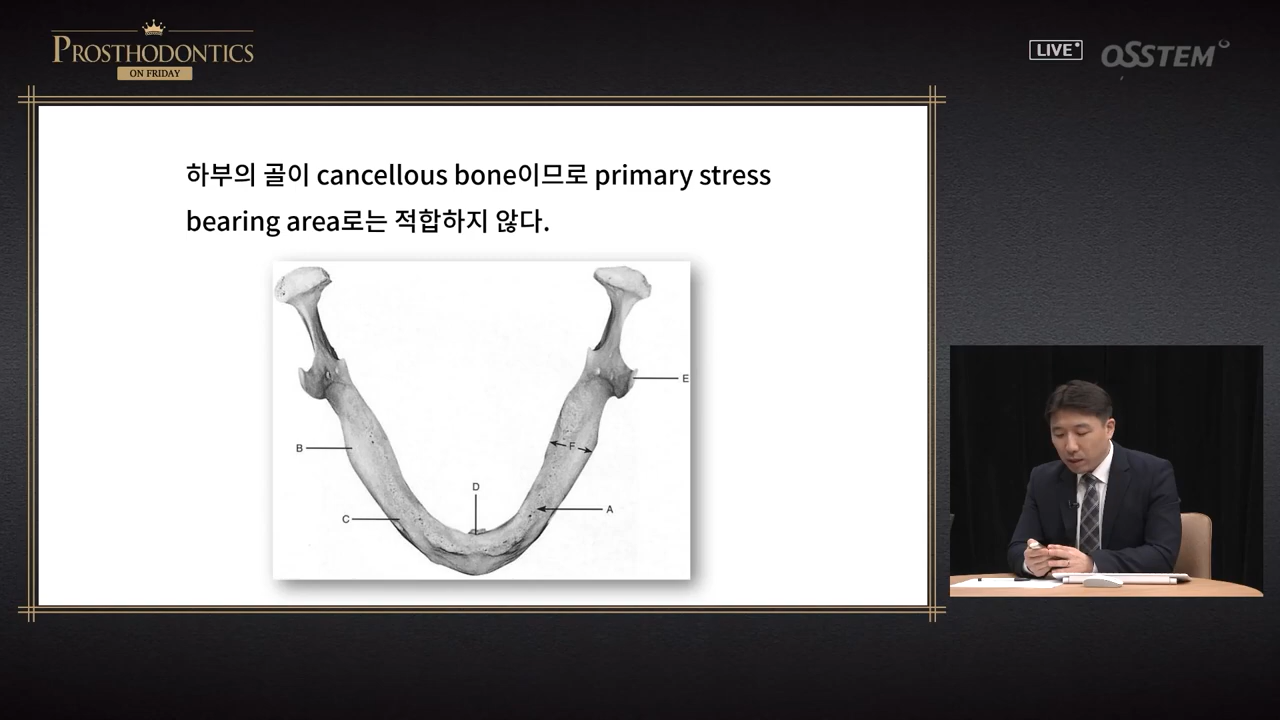 PROSTHODONTICS
ON FRIDAY
LIVE
OSSTEM
하부의 골이 cancellous bone이므로 primary stress
bearing area로는 적합하지 않다.
E
B
F
D
A
C